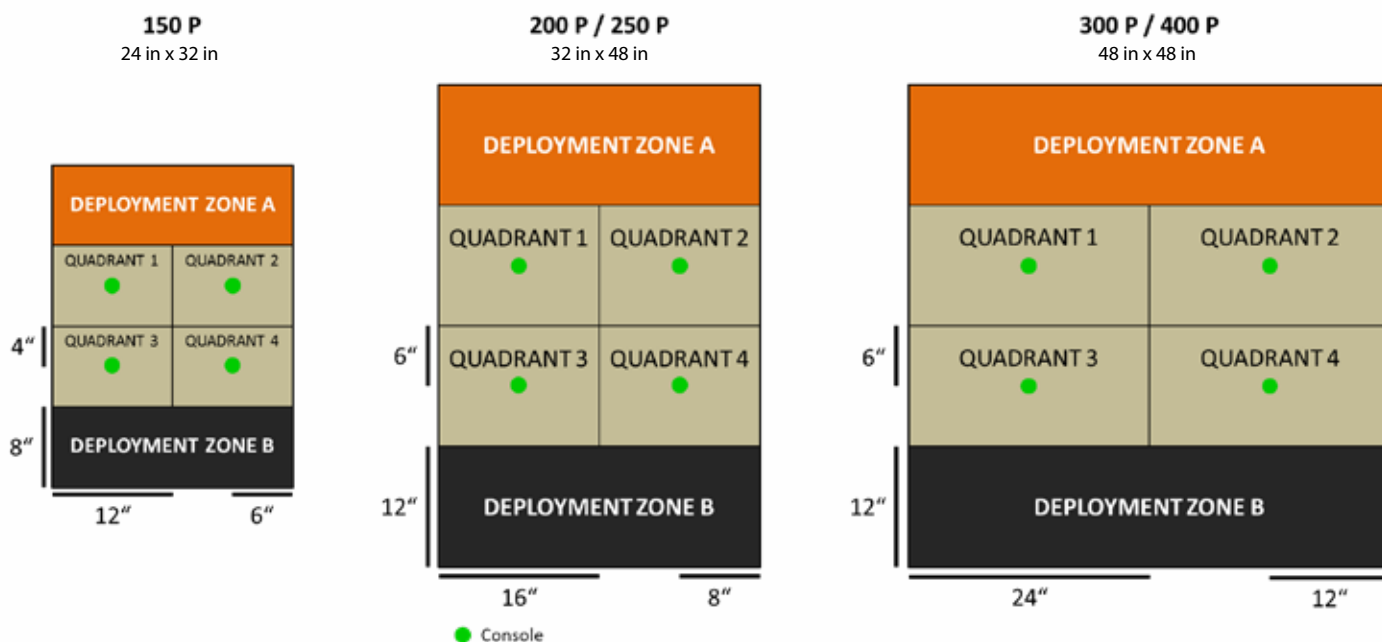 150 P
24 in x 32 in
DEPLOYMENT ZONE A
QUADRANT 1
QUADRANT 2
QUADRANT 3
QUADRANT 4
DEPLOYMENT ZONE B
4“
8“
12“
6“
200 P / 250 P
32 in x 48 in
DEPLOYMENT ZONE A
QUADRANT 1
QUADRANT 2
QUADRANT 3
QUADRANT 4
DEPLOYMENT ZONE B
6“
12“
16“
8“
Console
300 P / 400 P
48 in x 48 in
DEPLOYMENT ZONE A
QUADRANT 1
QUADRANT 2
QUADRANT 3
QUADRANT 4
DEPLOYMENT ZONE B
6“
12“
24“
12“